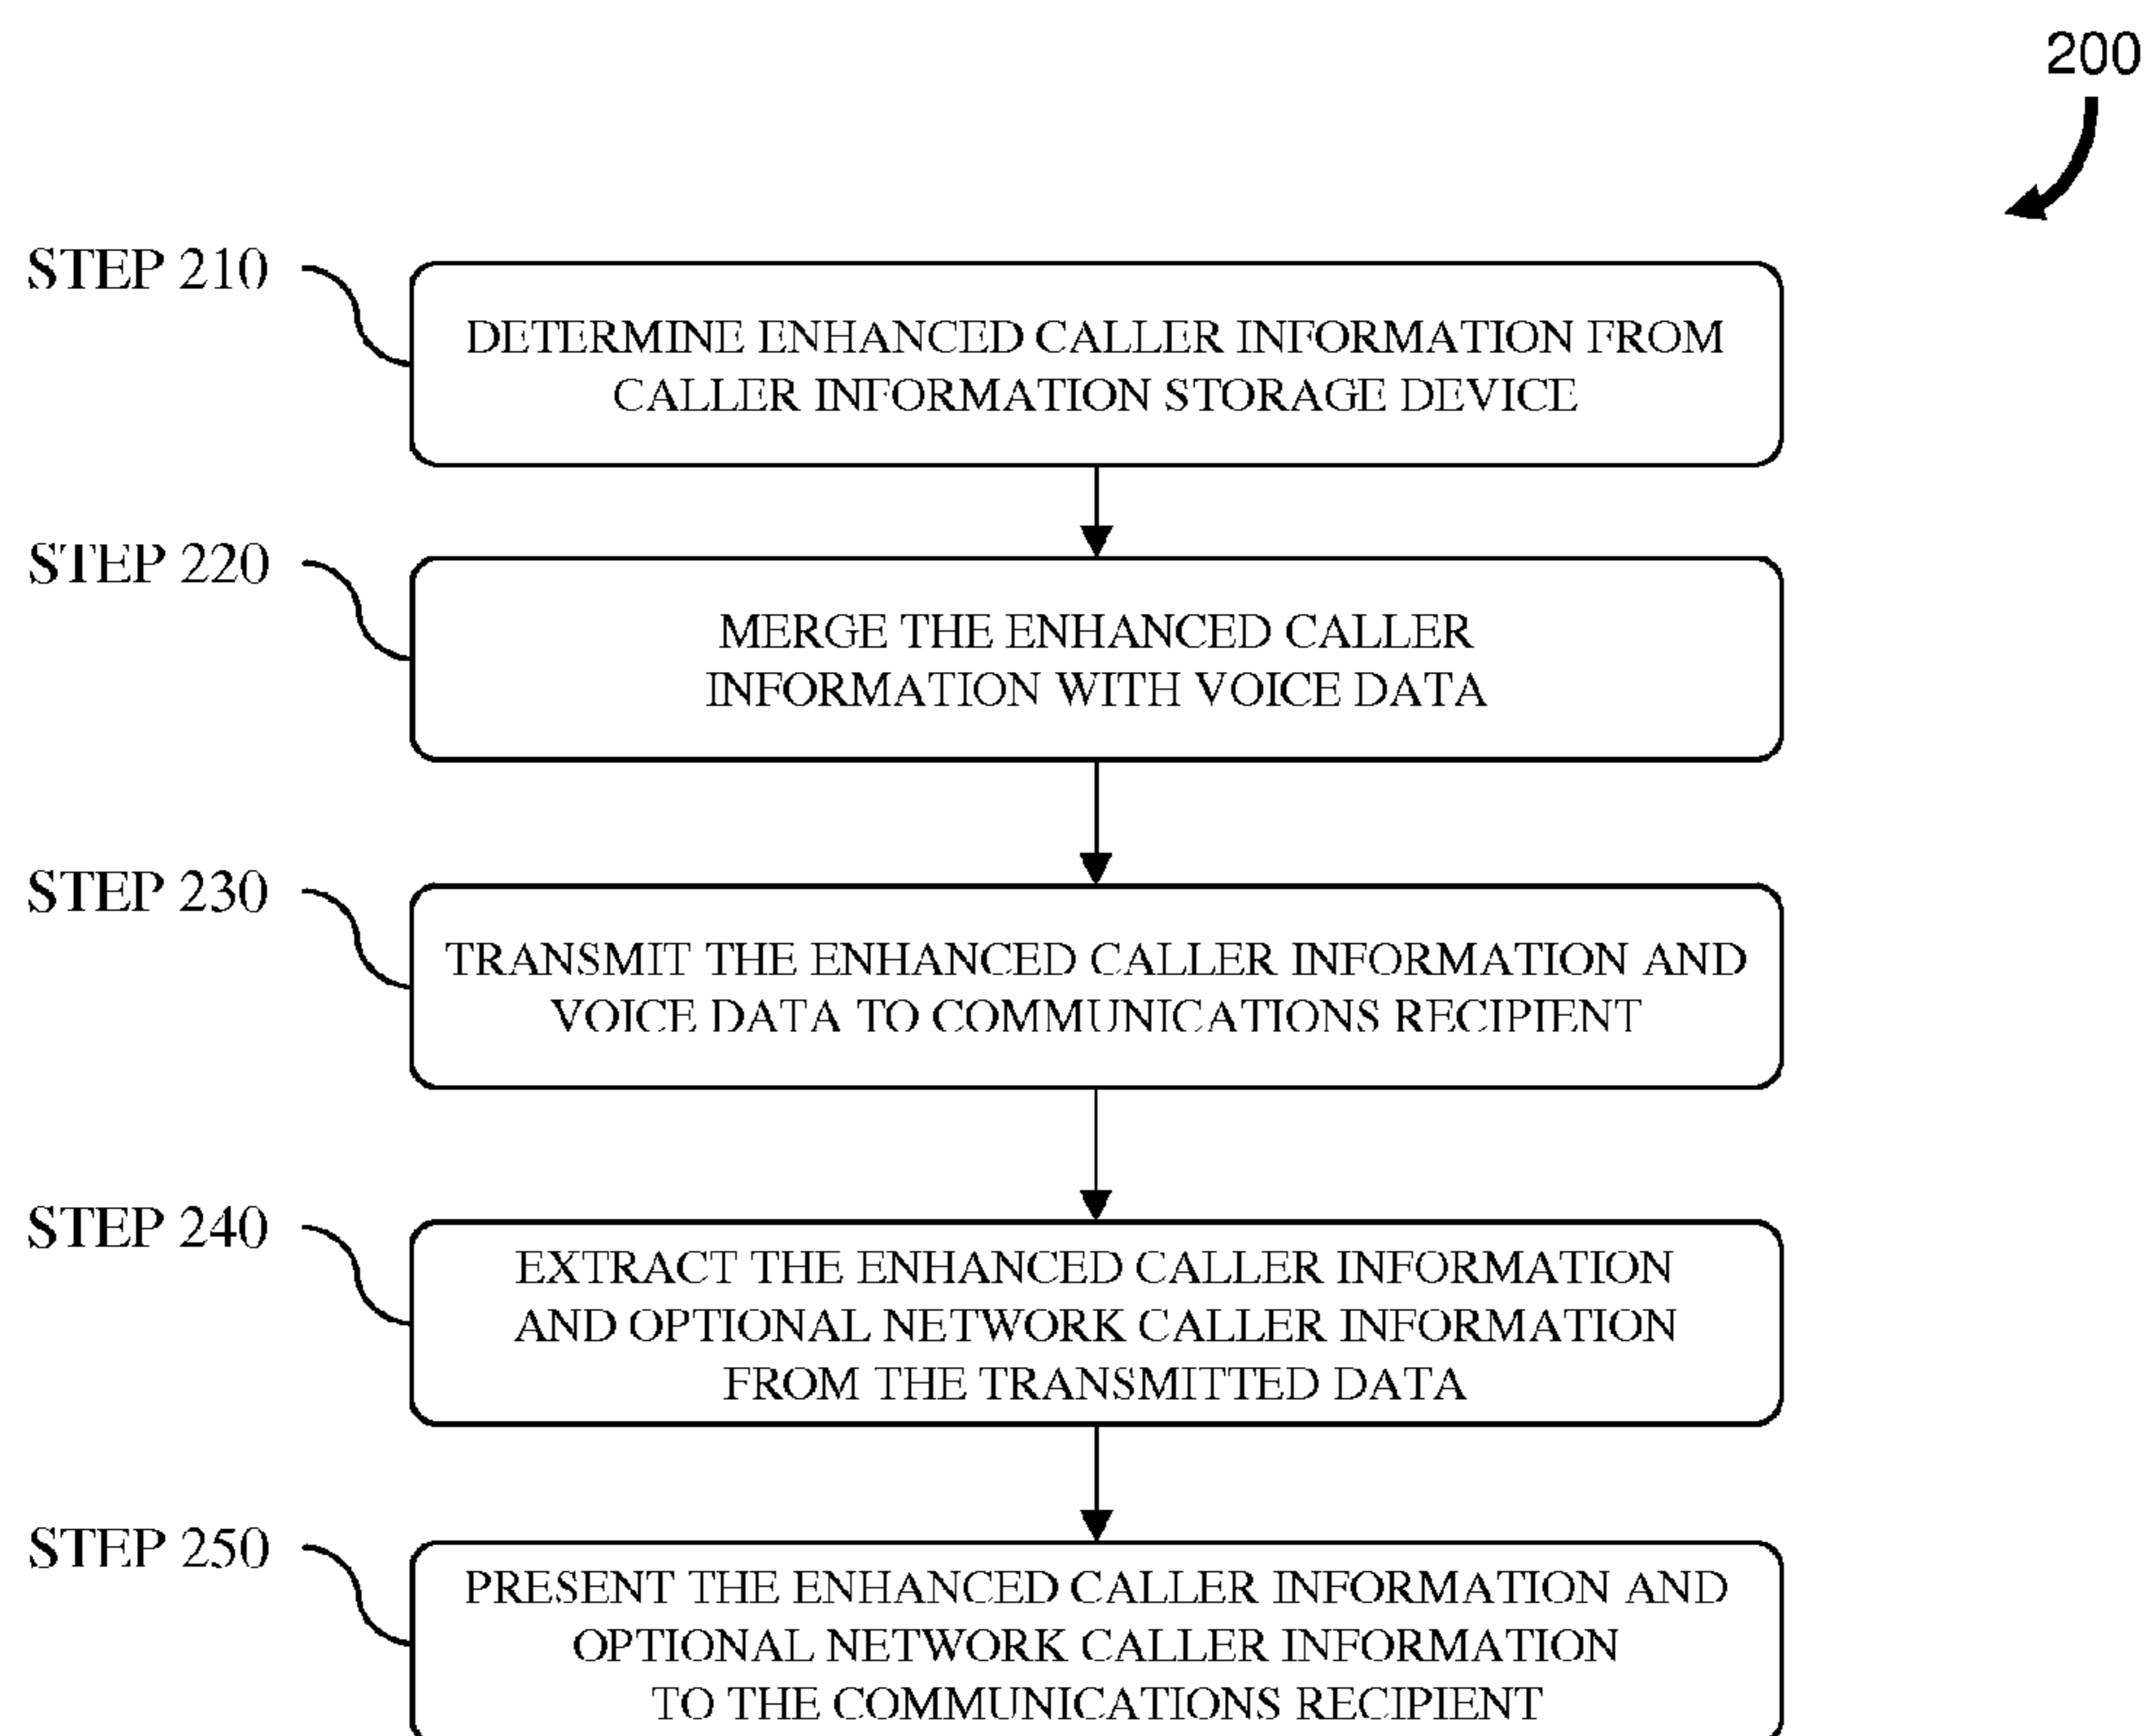 200
STEP 210
DETERMINE ENHANCED CALLER INFORMATION FROM
CALLER INFORMATION STORAGE DEVICE
STEP 220
MERGE THE ENHANCED CALLER
INFORMATION WITH VOICE DATA
STEP 230
TRANSMIT THE ENHANCED CALLER INFORMATION AND
VOICE DATA TO COMMUNICATIONS RECIPIENT
STEP 240
EXTRACT THE ENHANCED CALLER INFORMATION
AND OPTIONAL NETWORK CALLER INFORMATION
FROM THE TRANSMITTED DATA
STEP 250
PRESENT THE ENHANCED CALLER INFORMATION AND
OPTIONAL NETWORK CALLER INFORMATION
TO THE COMMUNICATIONS RECIPIENT